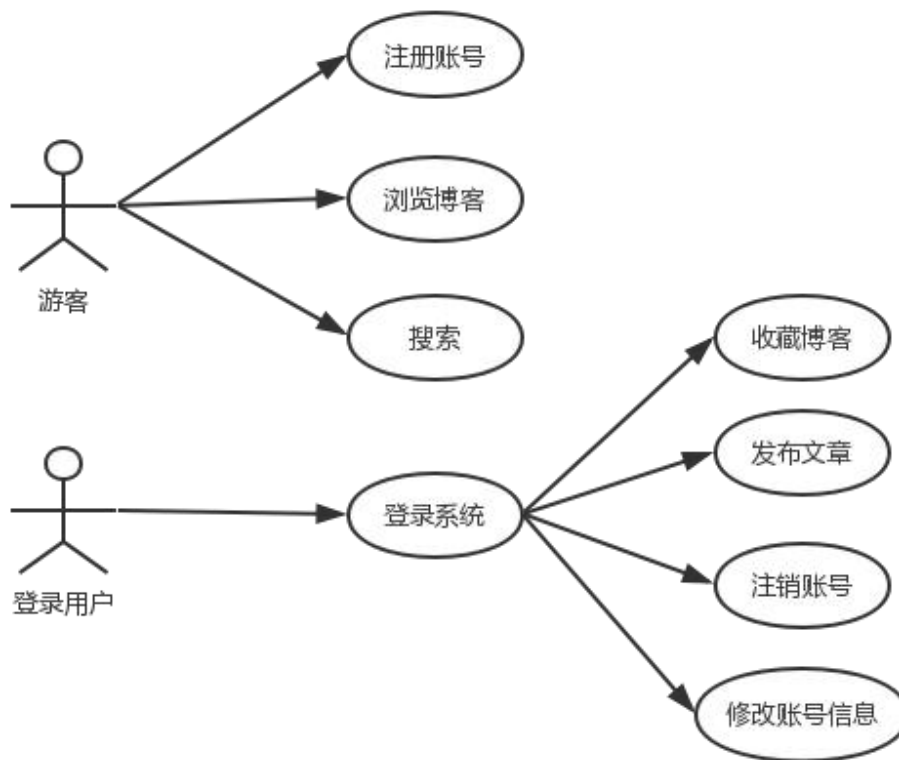 注册账号
浏览博客
游客
搜索
收藏博客
发布文章
登录系统
注销账号
登录用户
修改账号信息